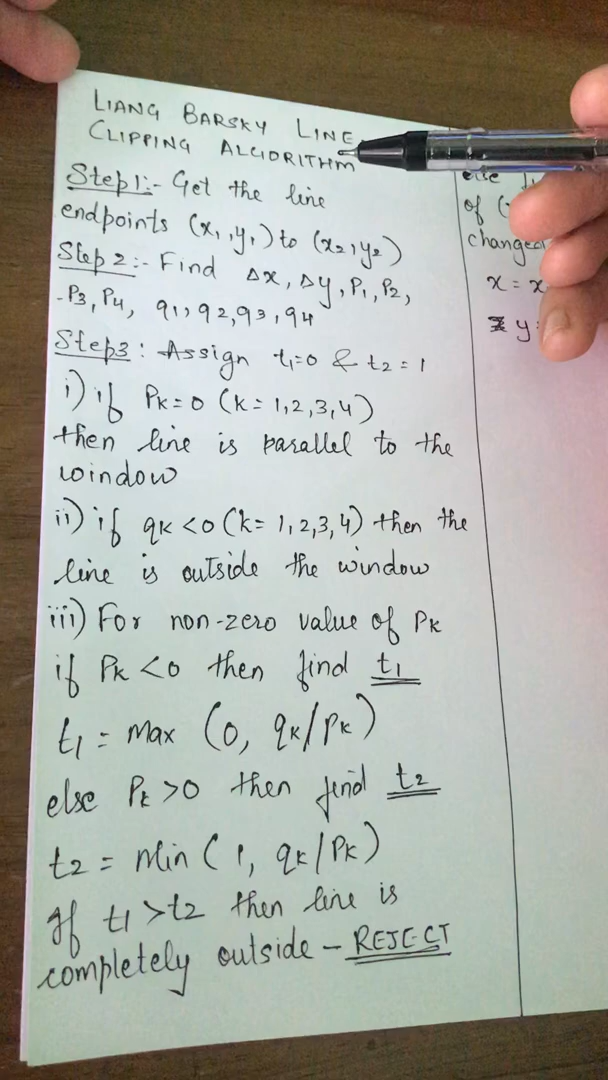 LIANG BARSKY LINE
CLIPPING ALGIORITHM
Step1:- Get the line
endpoints (x1,y1) to (x2,y2)
Step 2:- Find Δx, Δy, P1, P2,
P3, P4, q1, q2, q3, q4
Step3: Assign t1=0 & t2=1
i) if PK=0 (k=1,2,3,4)
then line is parallel to the
window
ii) if qK<0 (k=1,2,3,4) then the
line is outside the window
iii) For non-zero value of PK
if PK<0 then find t1
t1 = max (0, qK/PK)
else PK>0 then find t2
t2 = Min (1, qK/PK)
If t1>t2 then line is
completely outside - REJECT
else
of
changed
x = x
y